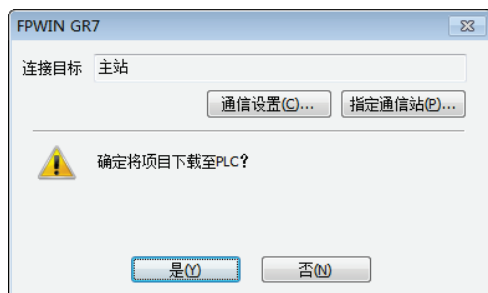 FPWIN GR7
连接目标 主站
通信设置(C)... 指定通信站(P)...
确定将项目下载至PLC?
是(Y) 否(N)